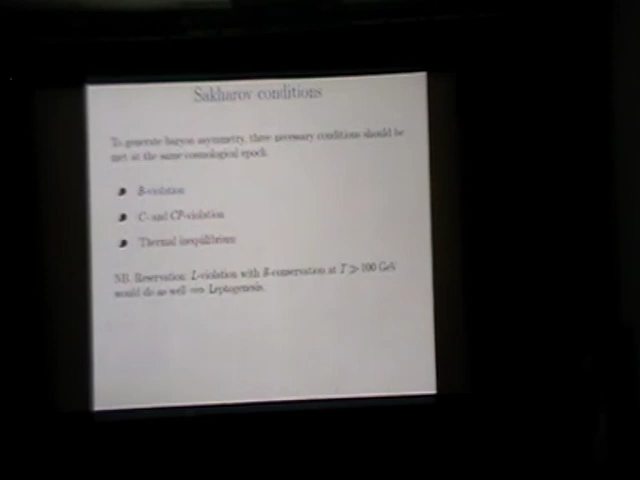 Sakharov conditions
To generate baryon asymmetry, three necessary conditions should be
met at the same cosmological epoch:
B-violation
C- and CP-violation
Thermal inequilibrium
NB. Reservation: L-violation with B-conservation at T ≫ 100 GeV
would do as well ⟹ Leptogenesis.